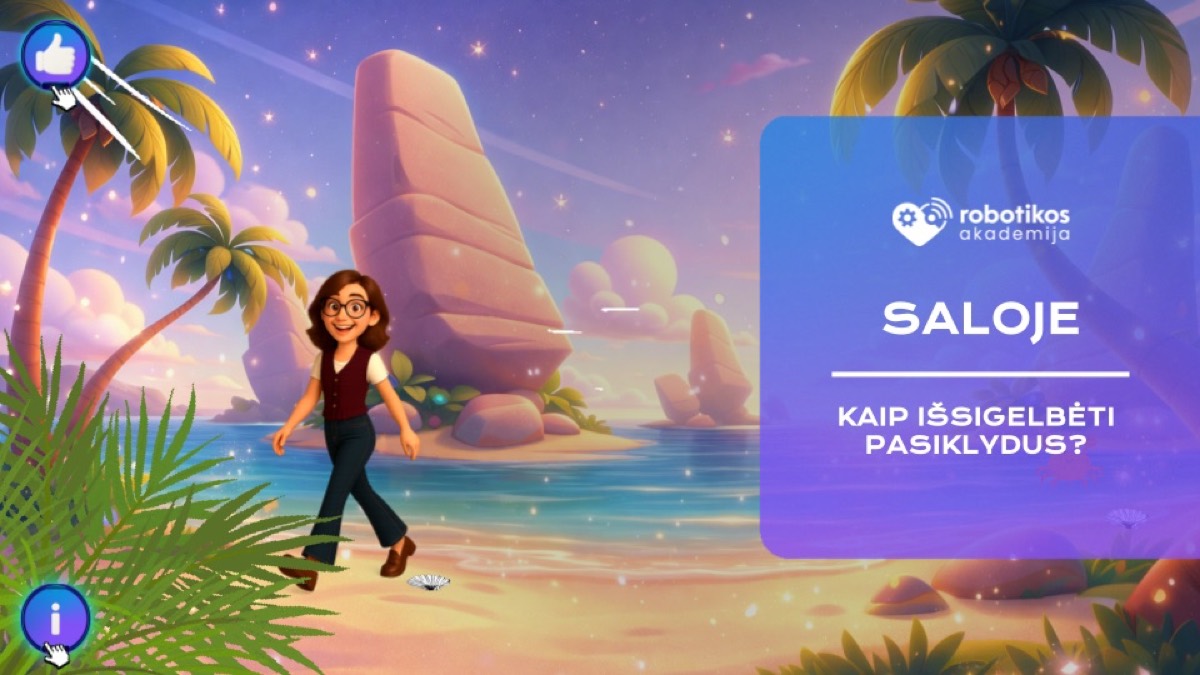 robotikos
akademija
SALOJE
KAIP IŠSIGELBĖTI
PASIKLYDUS?
i